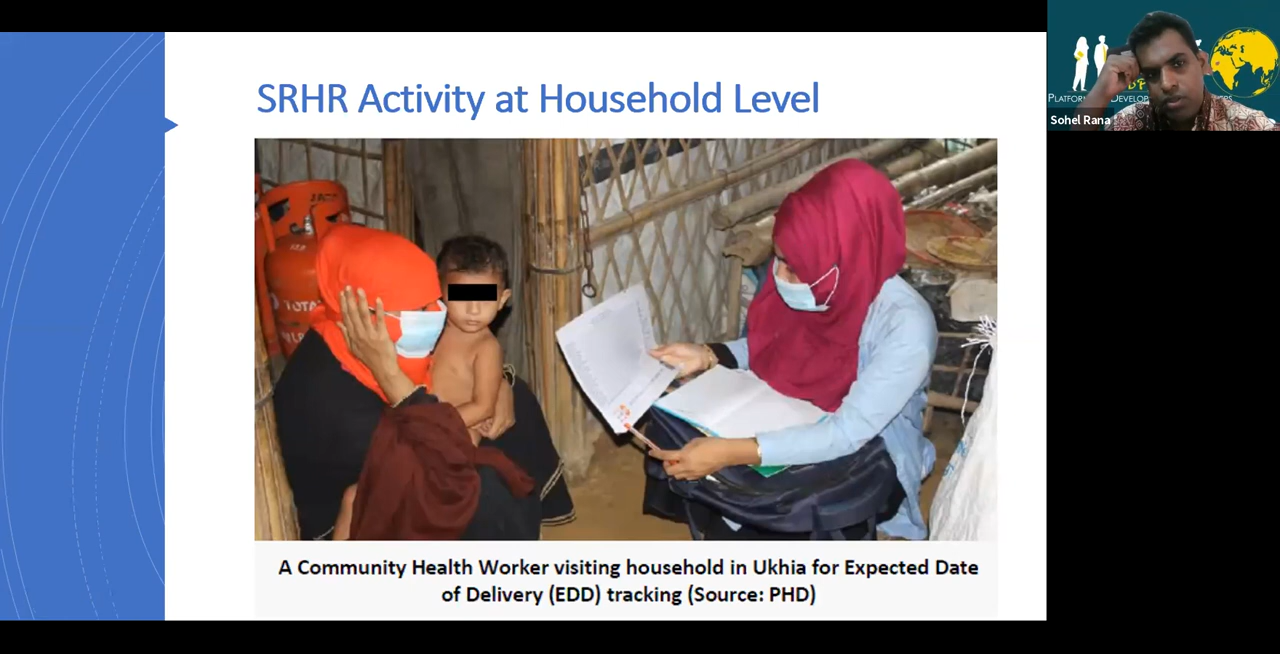 SRHR Activity at Household Level
TOTAL
A Community Health Worker visiting household in Ukhia for Expected Date
of Delivery (EDD) tracking (Source: PHD)
Sohel Rana